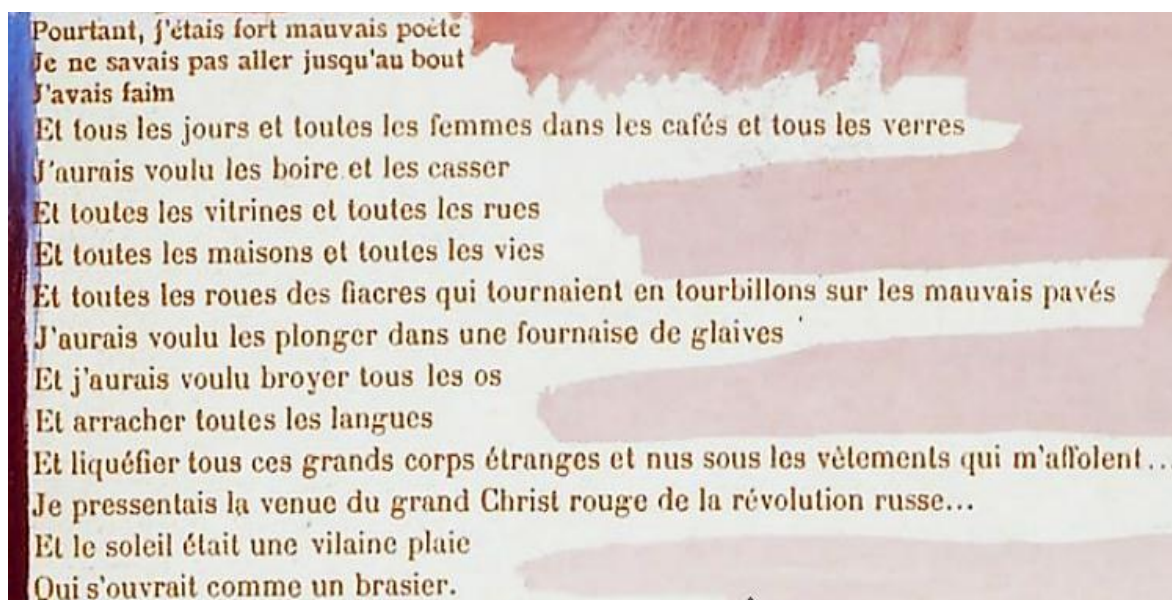 Pourtant, j'étais fort mauvais poète
Je ne savais pas aller jusqu'au bout
J'avais faim
Et tous les jours et toutes les femmes dans les cafés et tous les verres
J'aurais voulu les boire et les casser
Et toutes les vitrines et toutes les rues
Et toutes les maisons et toutes les vies
Et toutes les roues des fiacres qui tournaient en tourbillons sur les mauvais pavés
J'aurais voulu les plonger dans une fournaise de glaives
Et j'aurais voulu broyer tous les os
Et arracher toutes les langues
Et liquéfier tous ces grands corps étranges et nus sous les vêtements qui m'affolent...
Je pressentais la venue du grand Christ rouge de la révolution russe...
Et le soleil était une vilaine plaie
Qui s'ouvrait comme un brasier.